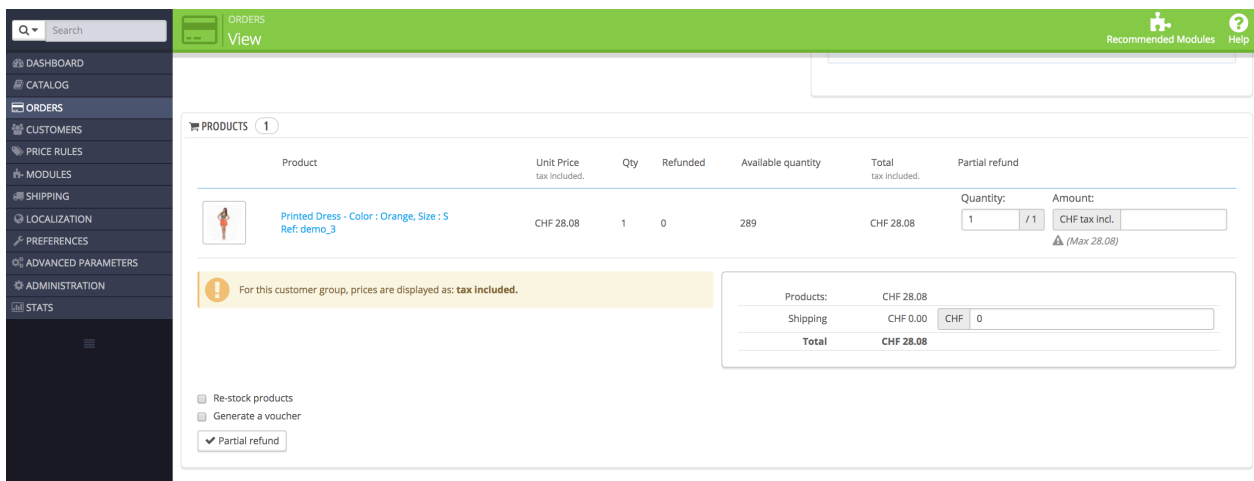 Search
ORDERS
View
Recommended Modules
Help
DASHBOARD
CATALOG
ORDERS
CUSTOMERS
PRICE RULES
MODULES
SHIPPING
LOCALIZATION
PREFERENCES
ADVANCED PARAMETERS
ADMINISTRATION
STATS
PRODUCTS 1
Product Unit Price Qty Refunded Available quantity Total Partial refund
tax included. tax included.
Quantity: Amount:
Printed Dress - Color : Orange, Size : S
Ref: demo_3
CHF 28.08 1 0 289 CHF 28.08 1 / 1 CHF tax incl.
(Max 28.08)
For this customer group, prices are displayed as: tax included.
Products: CHF 28.08
Shipping CHF 0.00 CHF 0
Total CHF 28.08
Re-stock products
Generate a voucher
Partial refund